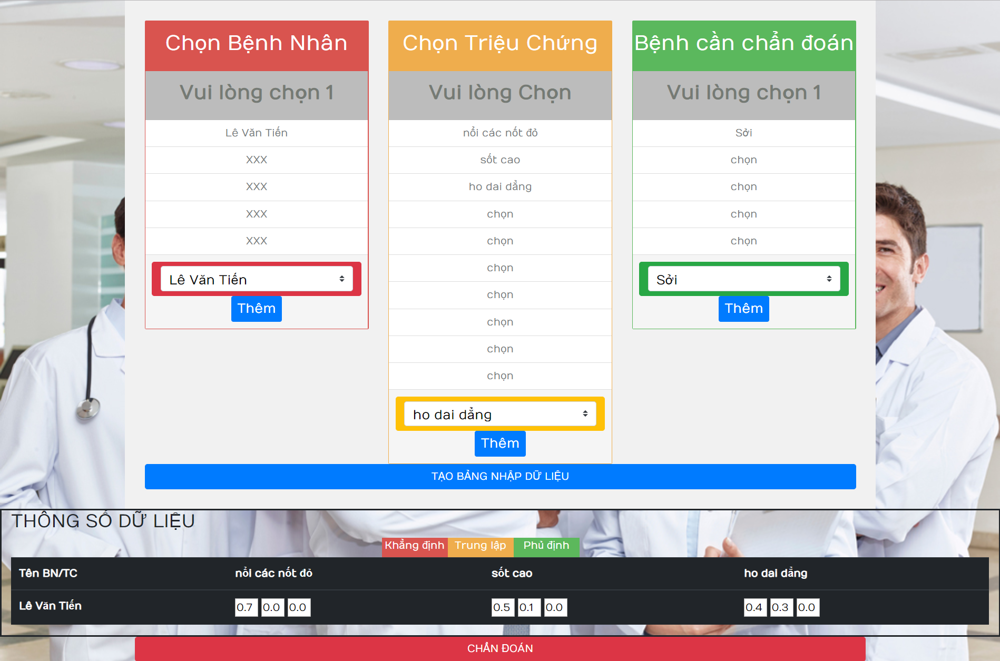 Chọn Bệnh Nhân
Vui lòng chọn 1
Lê Văn Tiến
XXX
XXX
XXX
XXX
Lê Văn Tiến
Thêm
Chọn Triệu Chứng
Vui lòng Chọn
nổi các nốt đỏ
sốt cao
ho dai dẳng
chọn
chọn
chọn
chọn
chọn
chọn
chọn
ho dai dẳng
Thêm
Bệnh cần chẩn đoán
Vui lòng chọn 1
Sởi
chọn
chọn
chọn
chọn
Sởi
Thêm
TẠO BẢNG NHẬP DỮ LIỆU
THÔNG SỐ DỮ LIỆU
Khẳng định Trung lập Phủ định
Tên BN/TC nổi các nốt đỏ sốt cao ho dai dẳng
Lê Văn Tiến 0.7 0.0 0.0 0.5 0.1 0.0 0.4 0.3 0.0
CHẨN ĐOÁN